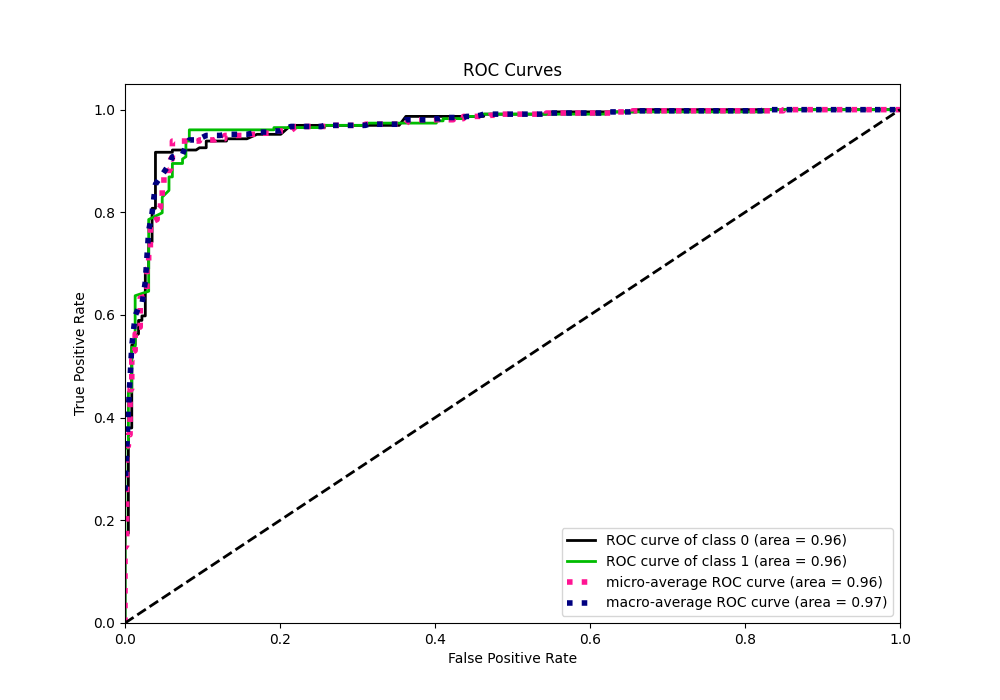 ROC Curves
True Positive Rate
1.0
0.8
0.6
0.4
0.2
0.0
0.0
0.2
0.4
0.6
0.8
1.0
False Positive Rate
ROC curve of class 0 (area = 0.96)
ROC curve of class 1 (area = 0.96)
micro-average ROC curve (area = 0.96)
macro-average ROC curve (area = 0.97)